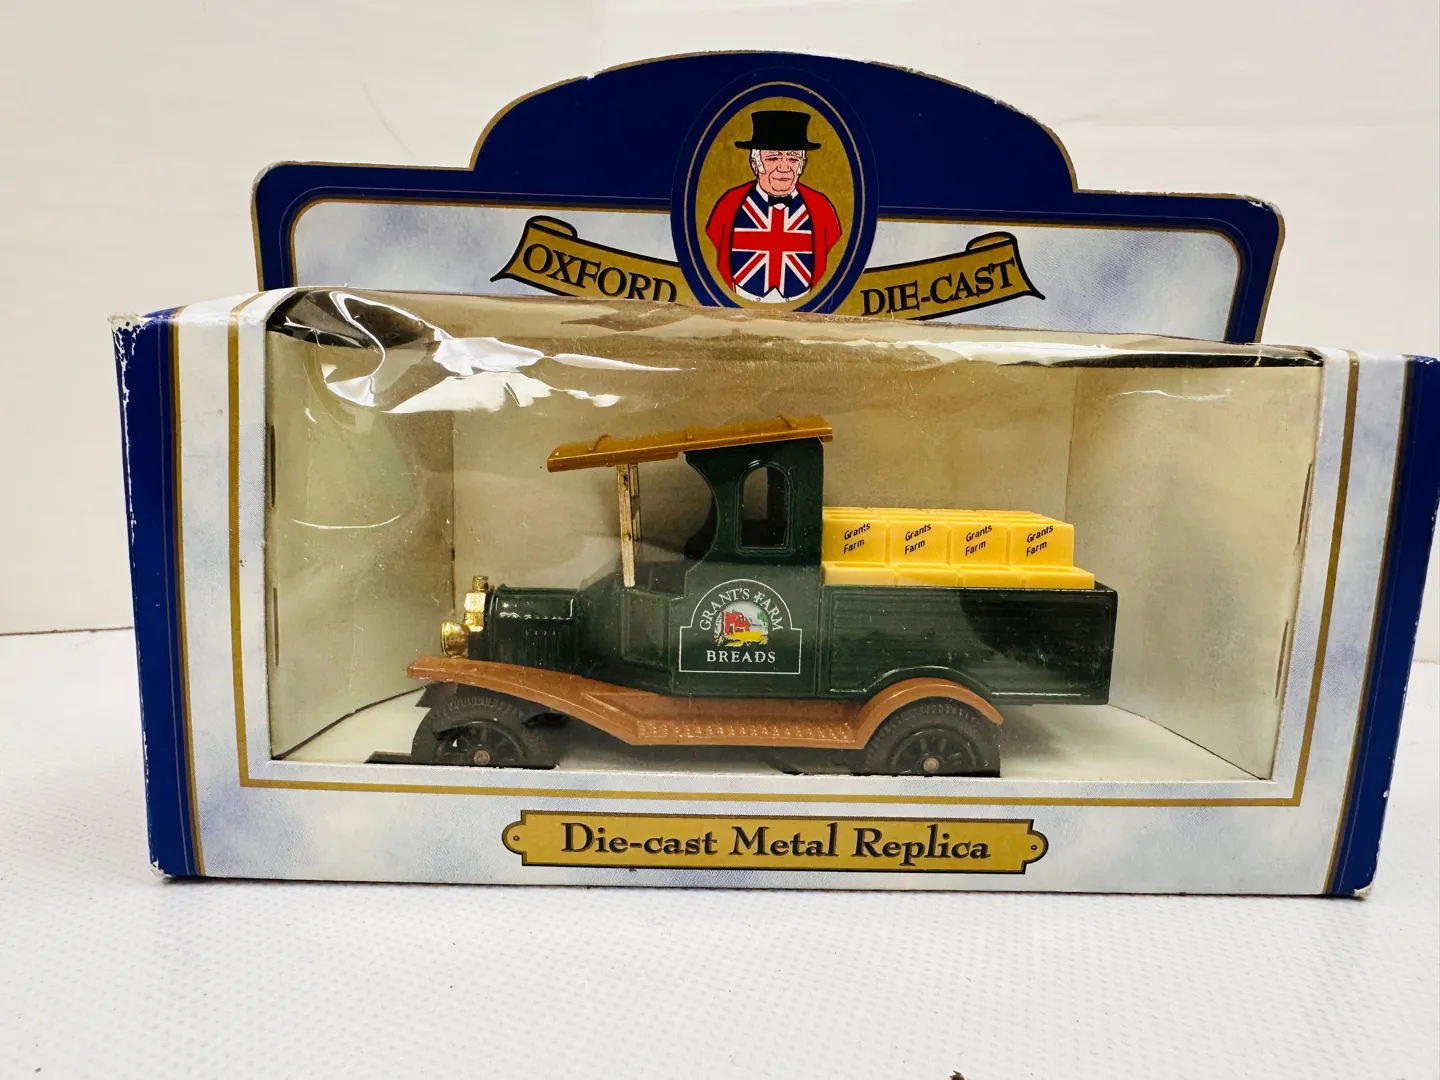 OXFORD DIE-CAST
Grants Grants Grants Grants
Farm Farm Farm Farm
GRANT'S FARM
BREADS
Die-cast Metal Replica